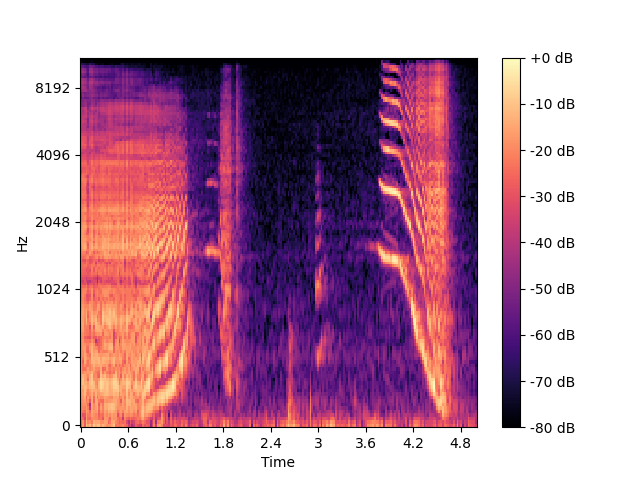 +0 dB
8192
-10 dB
4096
-20 dB
-30 dB
2048
Hz
-40 dB
1024
-50 dB
-60 dB
512
-70 dB
0
-80 dB
0 0.6 1.2 1.8 2.4 3 3.6 4.2 4.8
Time